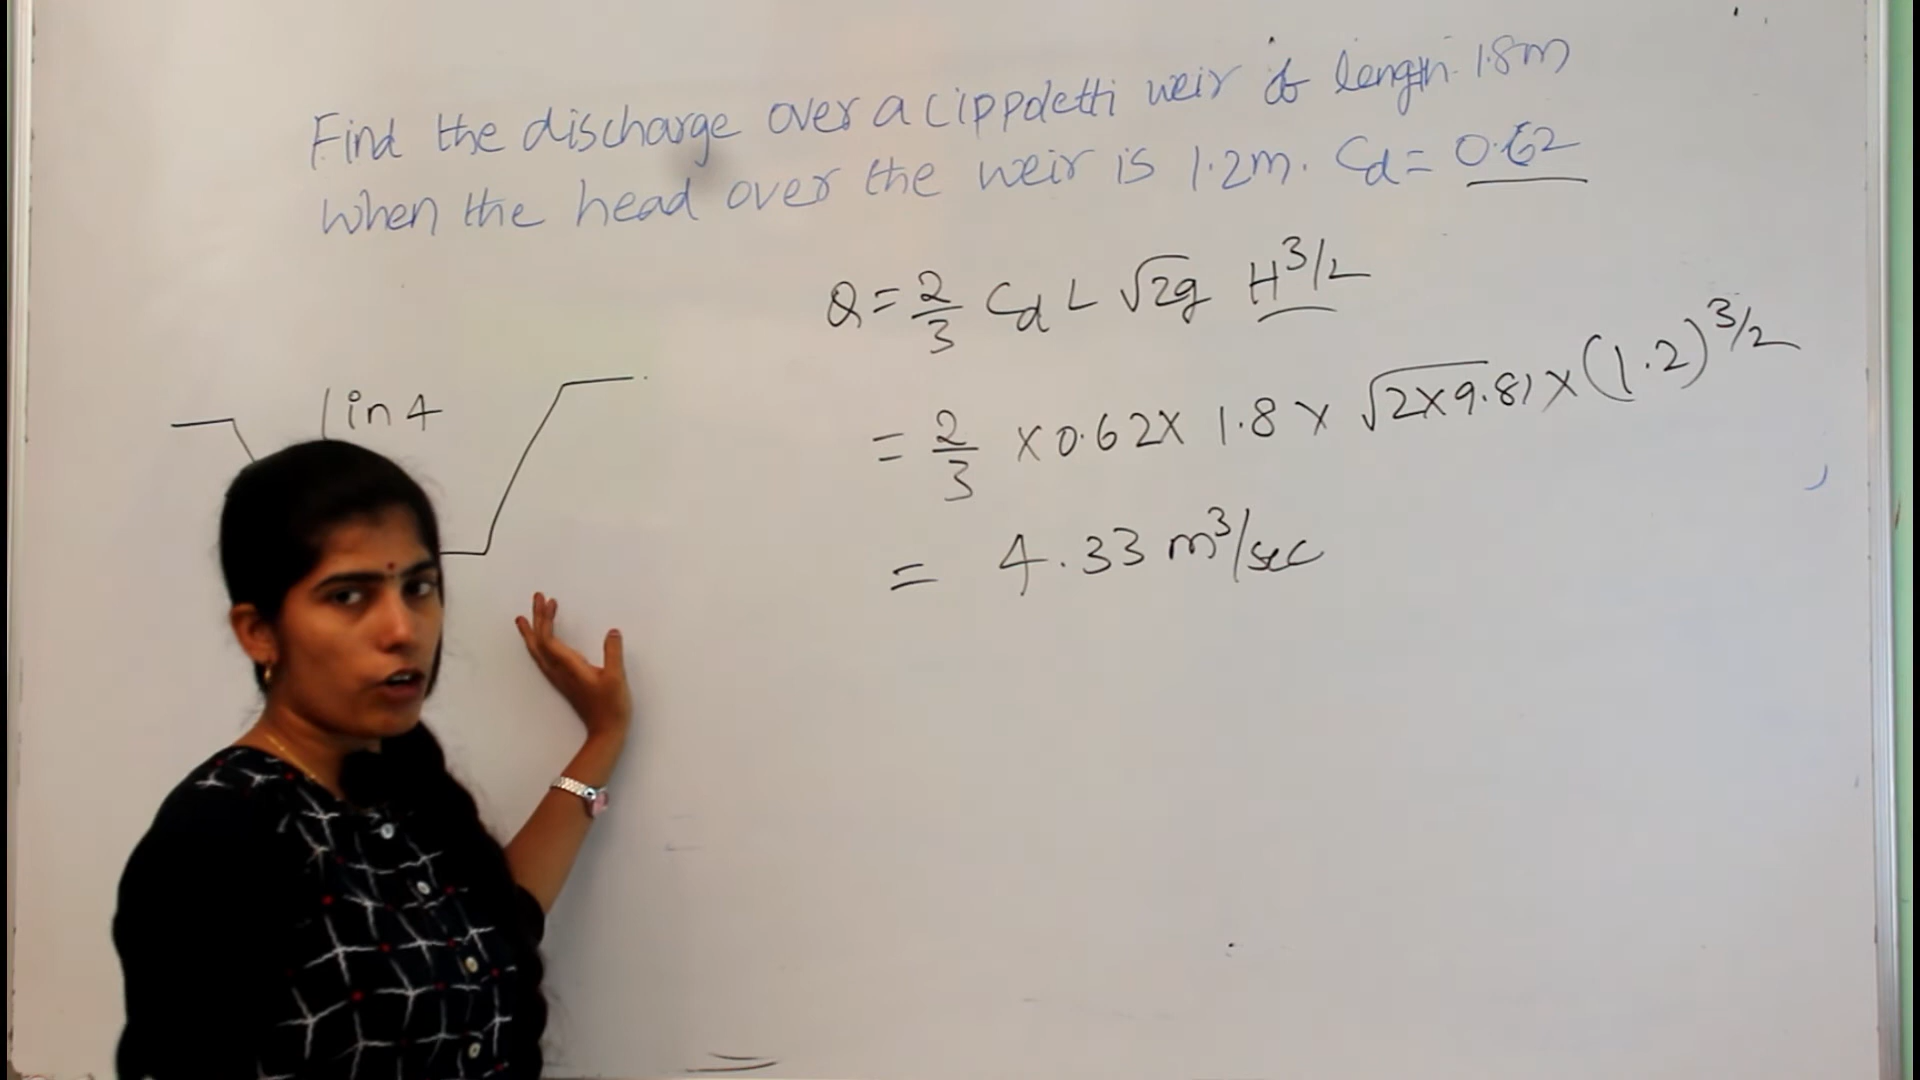 Find the discharge over a Cippoletti weir of length 1.8m
when the head over the weir is 1.2m. Cd = 0.62
Q = 2/3 Cd L √2g H^3/2
1 in 4
= 2/3 × 0.62 × 1.8 × √2×9.81 × (1.2)^3/2
= 4.33 m³/sec